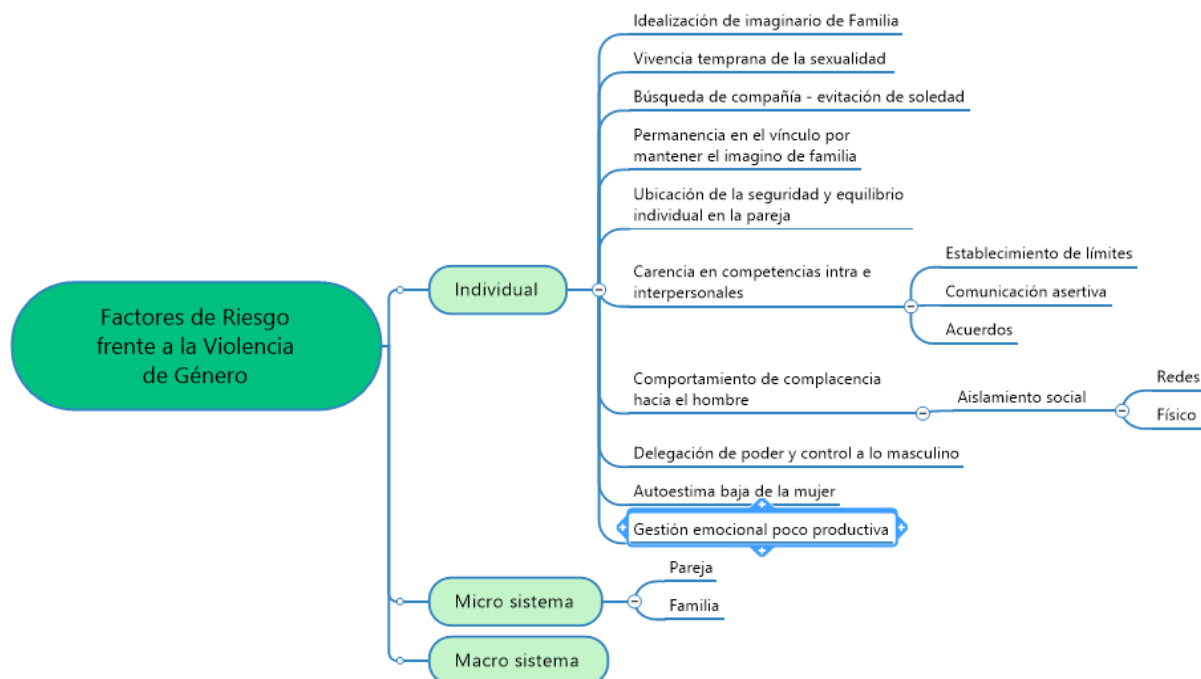 Factores de Riesgo
frente a la Violencia
de Género
Individual
Idealización de imaginario de Familia
Vivencia temprana de la sexualidad
Búsqueda de compañía - evitación de soledad
Permanencia en el vínculo por
mantener el imagino de familia
Ubicación de la seguridad y equilibrio
individual en la pareja
Carencia en competencias intra e
interpersonales
Establecimiento de límites
Comunicación asertiva
Acuerdos
Comportamiento de complacencia
hacia el hombre
Aislamiento social
Redes
Físico
Delegación de poder y control a lo masculino
Autoestima baja de la mujer
Gestión emocional poco productiva
Micro sistema
Pareja
Familia
Macro sistema